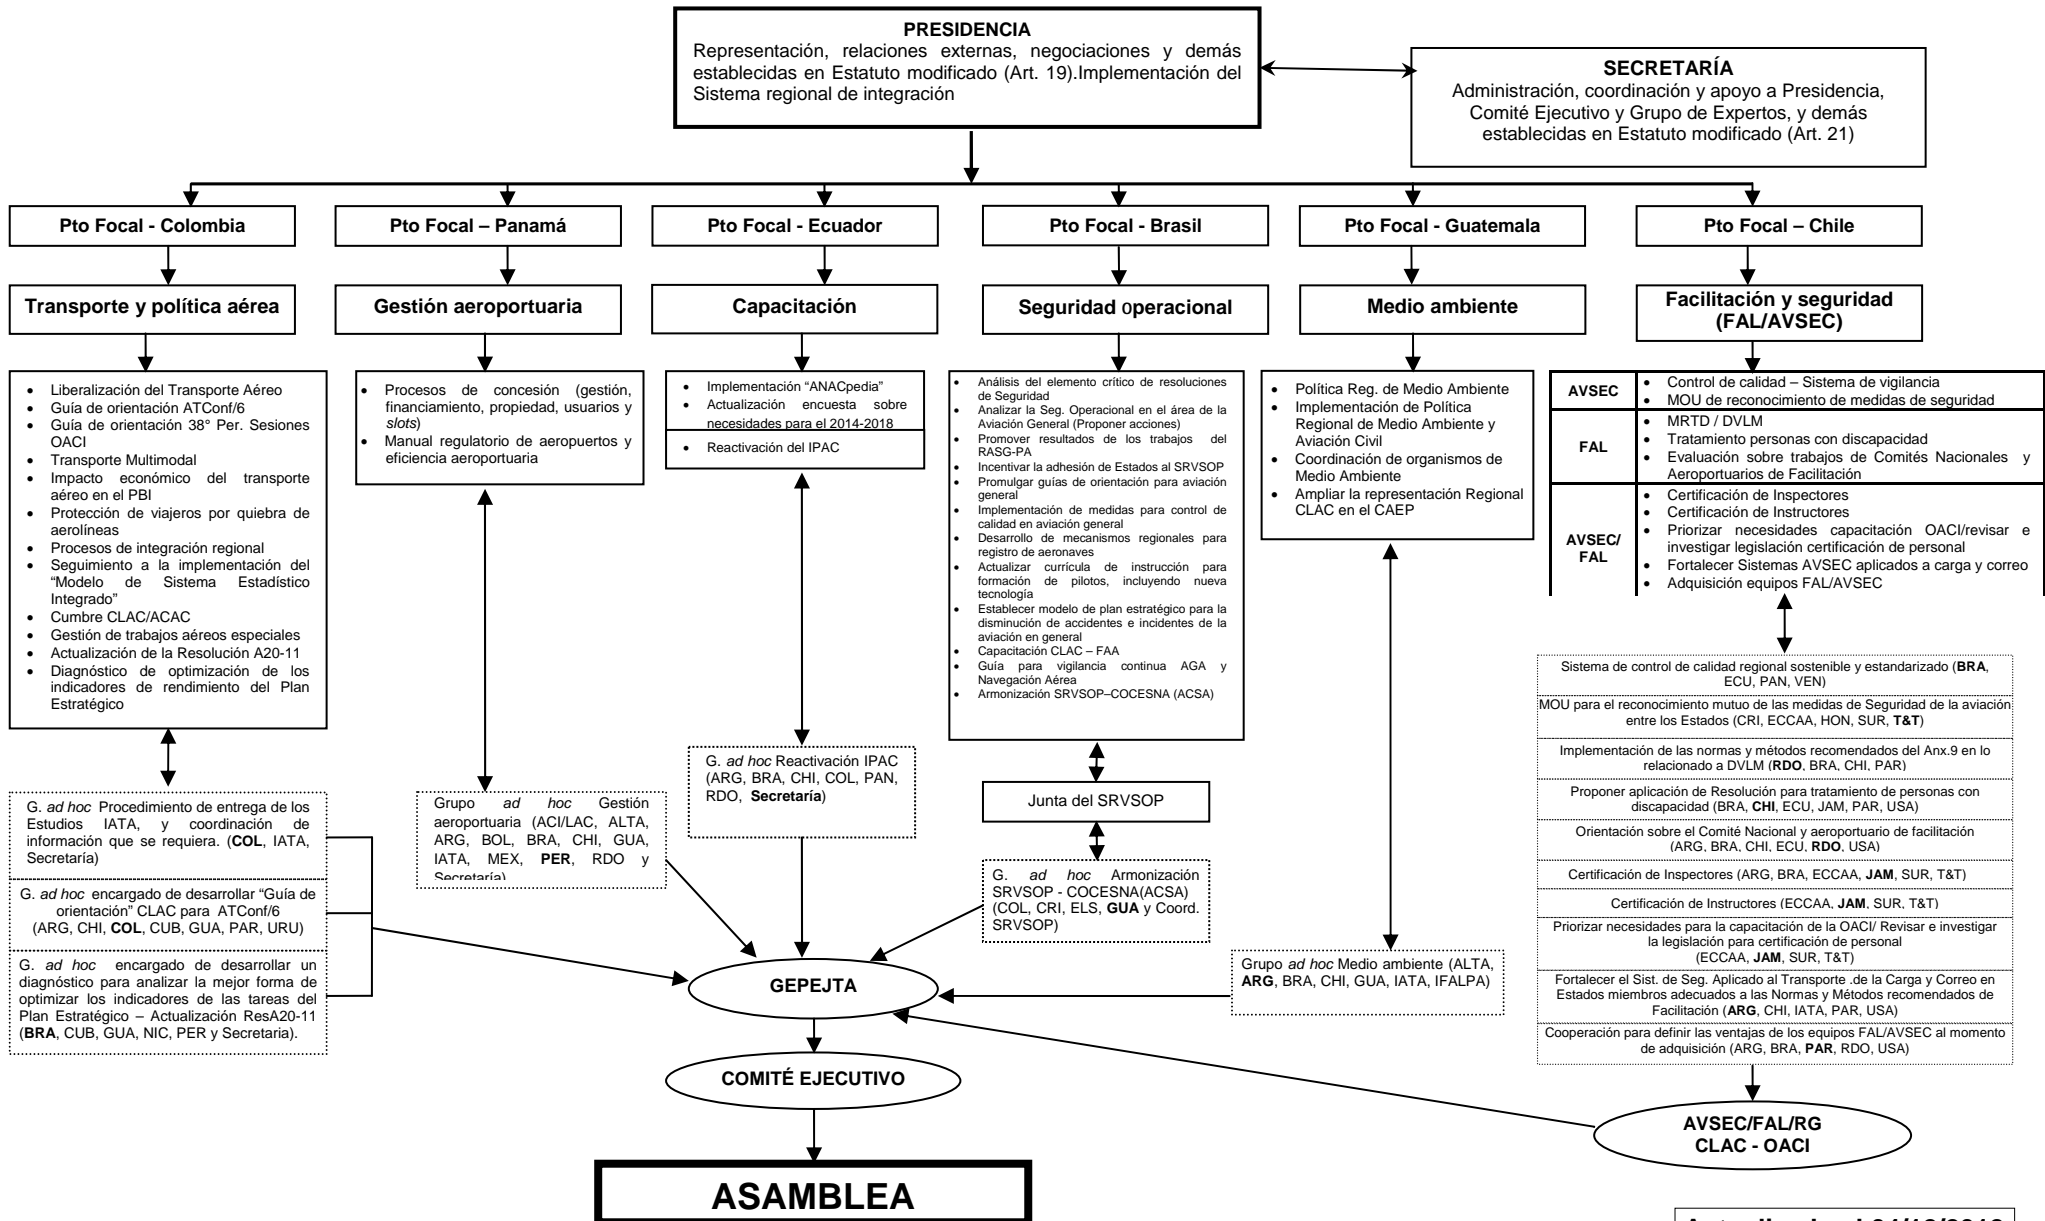 PRESIDENCIA
Representación, relaciones externas, negociaciones y demás
establecidas en Estatuto modificado (Art. 19).Implementación del
Sistema regional de integración
SECRETARÍA
Administración, coordinación y apoyo a Presidencia,
Comité Ejecutivo y Grupo de Expertos, y demás
establecidas en Estatuto modificado (Art. 21)
Pto Focal - Colombia
Pto Focal – Panamá
Pto Focal - Ecuador
Pto Focal - Brasil
Pto Focal - Guatemala
Pto Focal – Chile
Transporte y política aérea
Gestión aeroportuaria
Capacitación
Seguridad operacional
Medio ambiente
Facilitación y seguridad
(FAL/AVSEC)
• Liberalización del Transporte Aéreo
• Guía de orientación ATConf/6
• Guía de orientación 38° Per. Sesiones
OACI
• Transporte Multimodal
• Impacto económico del transporte
aéreo en el PBI
• Protección de viajeros por quiebra de
aerolíneas
• Procesos de integración regional
• Seguimiento a la implementación del
“Modelo de Sistema Estadístico
Integrado”
• Cumbre CLAC/ACAC
• Gestión de trabajos aéreos especiales
• Actualización de la Resolución A20-11
• Diagnóstico de optimización de los
indicadores de rendimiento del Plan
Estratégico
• Procesos de concesión (gestión,
financiamiento, propiedad, usuarios y
slots)
• Manual regulatorio de aeropuertos y
eficiencia aeroportuaria
• Implementación “ANACpedia”
• Actualización encuesta sobre
necesidades para el 2014-2018
• Reactivación del IPAC
• Análisis del elemento crítico de resoluciones
de Seguridad
• Analizar la Seg. Operacional en el área de la
Aviación General (Proponer acciones)
• Promover resultados de los trabajos del
RASG-PA
• Incentivar la adhesión de Estados al SRVSOP
• Promulgar guías de orientación para aviación
general
• Implementación de medidas para control de
calidad en aviación general
• Desarrollo de mecanismos regionales para
registro de aeronaves
• Actualizar currícula de instrucción para
formación de pilotos, incluyendo nueva
tecnología
• Establecer modelo de plan estratégico para la
disminución de accidentes e incidentes de la
aviación en general
• Capacitación CLAC – FAA
• Guía para vigilancia continua AGA y
Navegación Aérea
• Armonización SRVSOP–COCESNA (ACSA)
• Política Reg. de Medio Ambiente
• Implementación de Política
Regional de Medio Ambiente y
Aviación Civil
• Coordinación de organismos de
Medio Ambiente
• Ampliar la representación Regional
CLAC en el CAEP
AVSEC
• Control de calidad – Sistema de vigilancia
• MOU de reconocimiento de medidas de seguridad
FAL
• MRTD / DVLM
• Tratamiento personas con discapacidad
• Evaluación sobre trabajos de Comités Nacionales y
Aeroportuarios de Facilitación
AVSEC/
FAL
• Certificación de Inspectores
• Certificación de Instructores
• Priorizar necesidades capacitación OACI/revisar e
investigar legislación certificación de personal
• Fortalecer Sistemas AVSEC aplicados a carga y correo
• Adquisición equipos FAL/AVSEC
G. ad hoc Procedimiento de entrega de los
Estudios IATA, y coordinación de
información que se requiera. (COL, IATA,
Secretaría)
G. ad hoc encargado de desarrollar “Guía de
orientación” CLAC para ATConf/6
(ARG, CHI, COL, CUB, GUA, PAR, URU)
G. ad hoc encargado de desarrollar un
diagnóstico para analizar la mejor forma de
optimizar los indicadores de las tareas del
Plan Estratégico – Actualización ResA20-11
(BRA, CUB, GUA, NIC, PER y Secretaria).
Grupo ad hoc Gestión
aeroportuaria (ACI/LAC, ALTA,
ARG, BOL, BRA, CHI, GUA,
IATA, MEX, PER, RDO y
Secretaría)
G. ad hoc Reactivación IPAC
(ARG, BRA, CHI, COL, PAN,
RDO, Secretaría)
Junta del SRVSOP
G. ad hoc Armonización
SRVSOP - COCESNA(ACSA)
(COL, CRI, ELS, GUA y Coord.
SRVSOP)
Grupo ad hoc Medio ambiente (ALTA,
ARG, BRA, CHI, GUA, IATA, IFALPA)
Sistema de control de calidad regional sostenible y estandarizado (BRA,
ECU, PAN, VEN)
MOU para el reconocimiento mutuo de las medidas de Seguridad de la aviación
entre los Estados (CRI, ECCAA, HON, SUR, T&T)
Implementación de las normas y métodos recomendados del Anx.9 en lo
relacionado a DVLM (RDO, BRA, CHI, PAR)
Proponer aplicación de Resolución para tratamiento de personas con
discapacidad (BRA, CHI, ECU, JAM, PAR, USA)
Orientación sobre el Comité Nacional y aeroportuario de facilitación
(ARG, BRA, CHI, ECU, RDO, USA)
Certificación de Inspectores (ARG, BRA, ECCAA, JAM, SUR, T&T)
Certificación de Instructores (ECCAA, JAM, SUR, T&T)
Priorizar necesidades para la capacitación de la OACI/ Revisar e investigar
la legislación para certificación de personal
(ECCAA, JAM, SUR, T&T)
Fortalecer el Sist. de Seg. Aplicado al Transporte .de la Carga y Correo en
Estados miembros adecuados a las Normas y Métodos recomendados de
Facilitación (ARG, CHI, IATA, PAR, USA)
Cooperación para definir las ventajas de los equipos FAL/AVSEC al momento
de adquisición (ARG, BRA, PAR, RDO, USA)
GEPEJTA
COMITÉ EJECUTIVO
AVSEC/FAL/RG
CLAC - OACI
ASAMBLEA